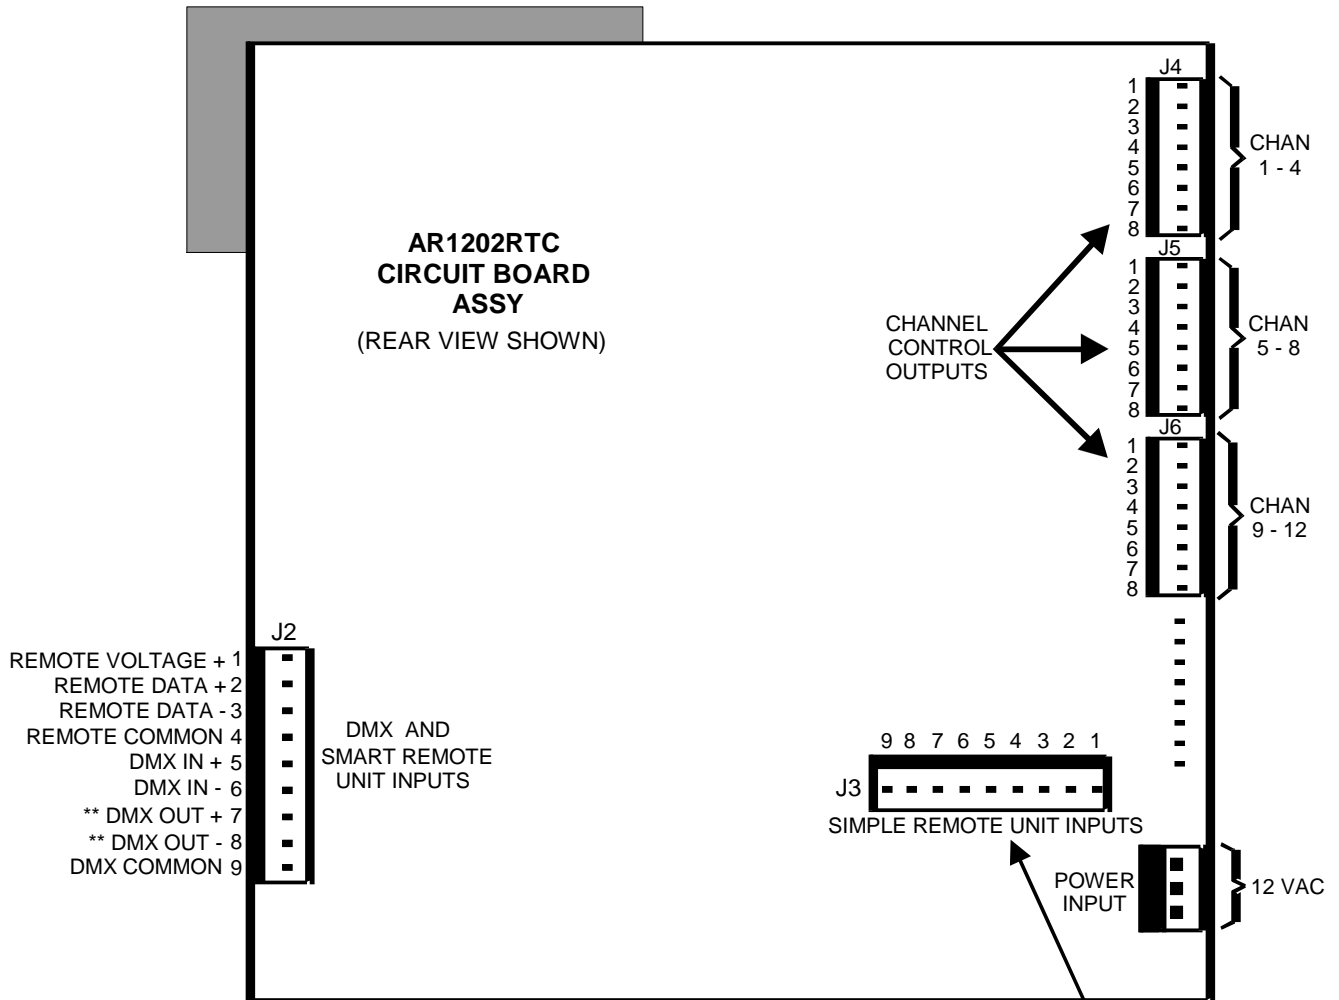 AR1202RTC
CIRCUIT BOARD
ASSY
(REAR VIEW SHOWN)
J4
1
2
3
4
5
6
7
8
CHAN
1 - 4
J5
1
2
3
4
5
6
7
8
CHAN
5 - 8
CHANNEL
CONTROL
OUTPUTS
J6
1
2
3
4
5
6
7
8
CHAN
9 - 12
J2
REMOTE VOLTAGE + 1
REMOTE DATA + 2
REMOTE DATA - 3
REMOTE COMMON 4
DMX IN + 5
DMX IN - 6
** DMX OUT + 7
** DMX OUT - 8
DMX COMMON 9
DMX AND
SMART REMOTE
UNIT INPUTS
9 8 7 6 5 4 3 2 1
J3
SIMPLE REMOTE UNIT INPUTS
POWER
INPUT
12 VAC